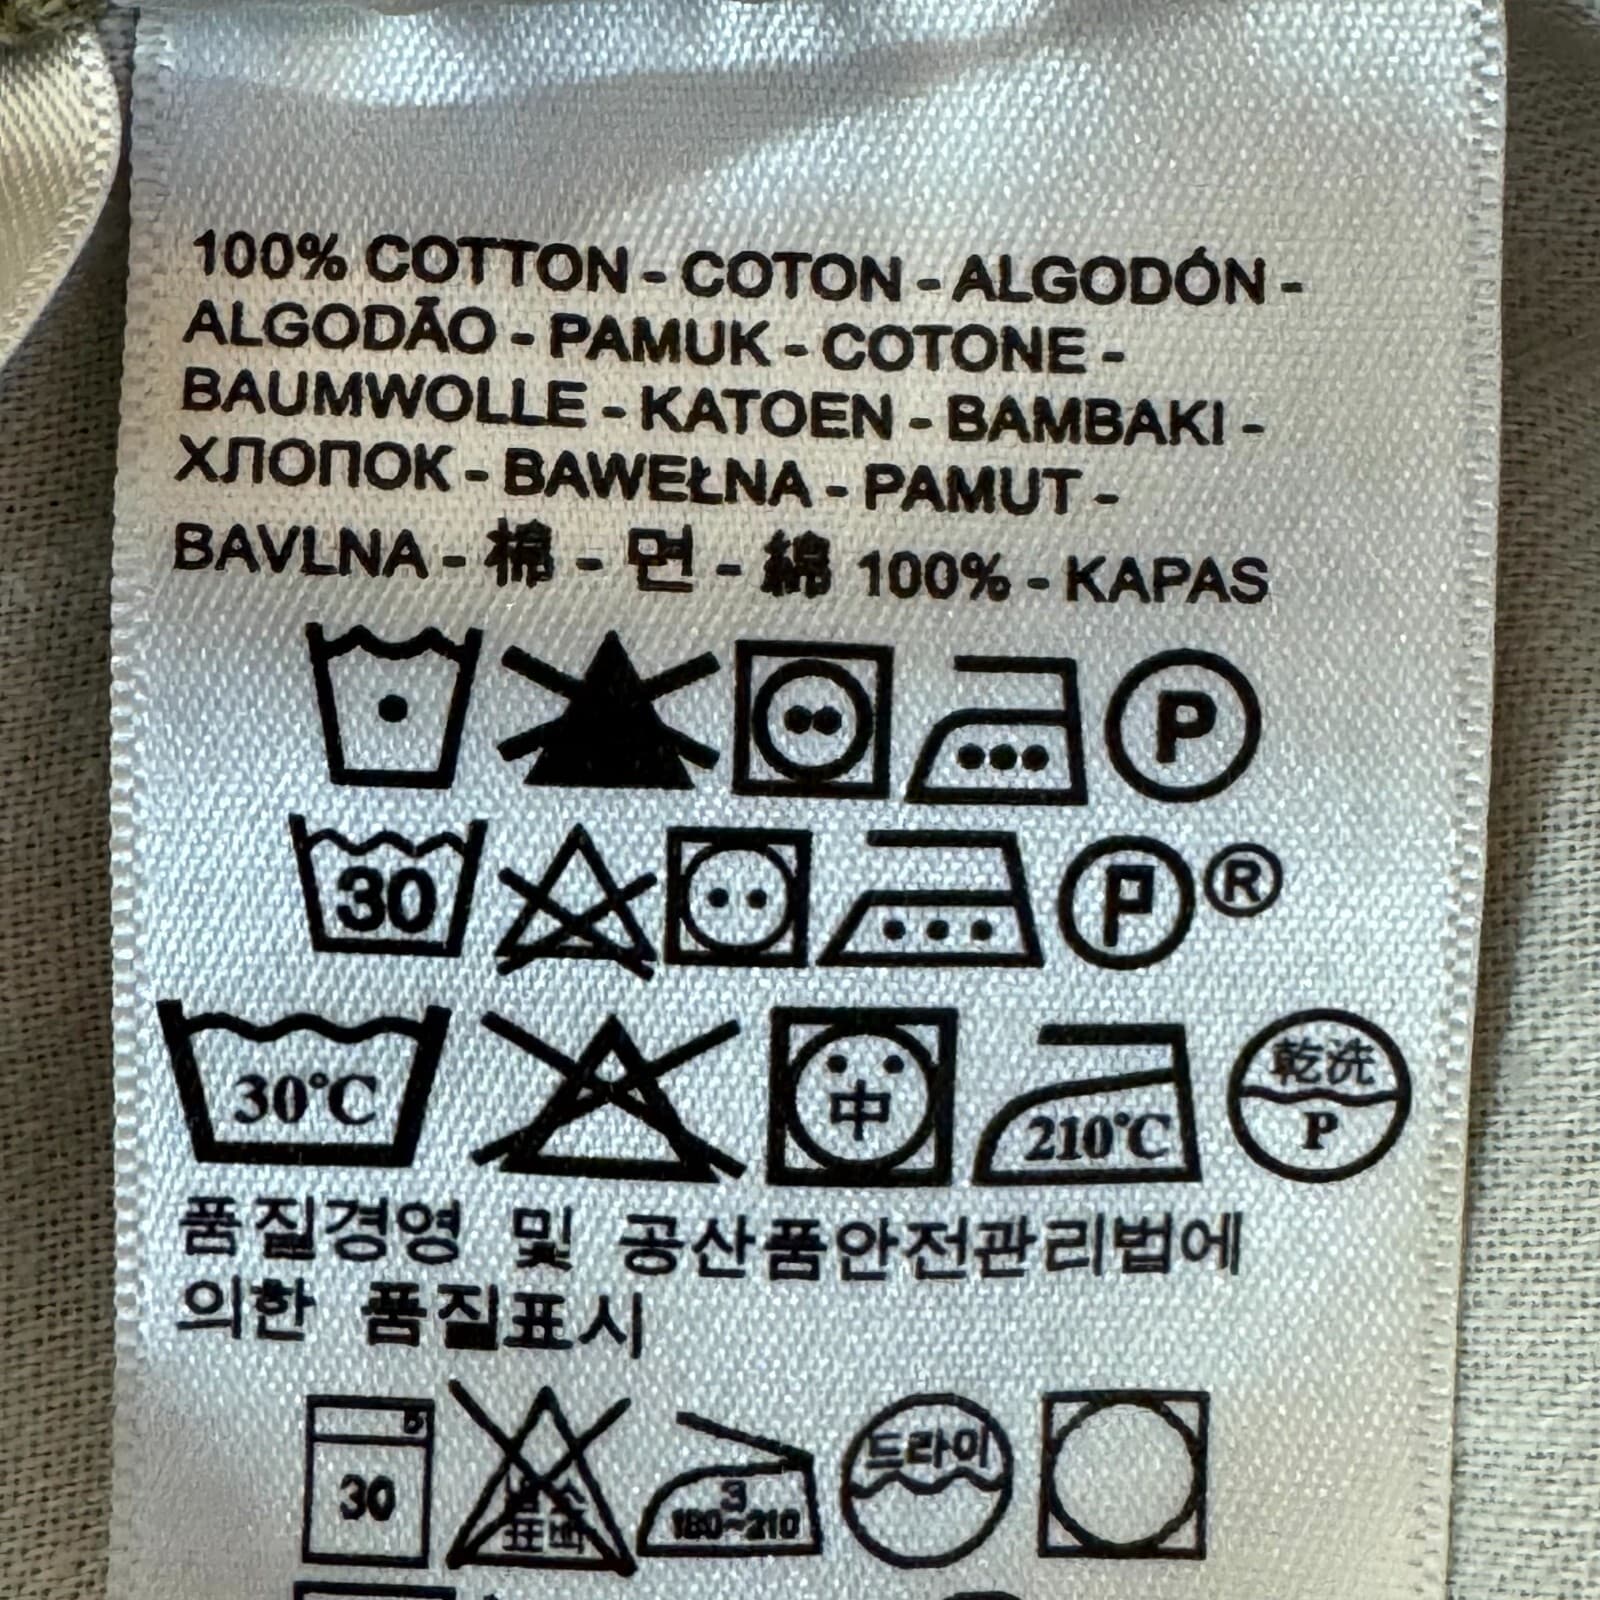 100% COTTON - COTON - ALGODÓN -
ALGODÃO - PAMUK - COTONE -
BAUMWOLLE - KATOEN - BAMBAKI -
ХЛОПОК - BAWEŁNA - PAMUT -
BAVLNA - 棉 - 면 - 綿 100% - KAPAS
P
30 P ®
30°C 中 210°C 乾洗 P
품질경영 및 공산품안전관리법에
의한 품질표시
30 3 180~210 드라이